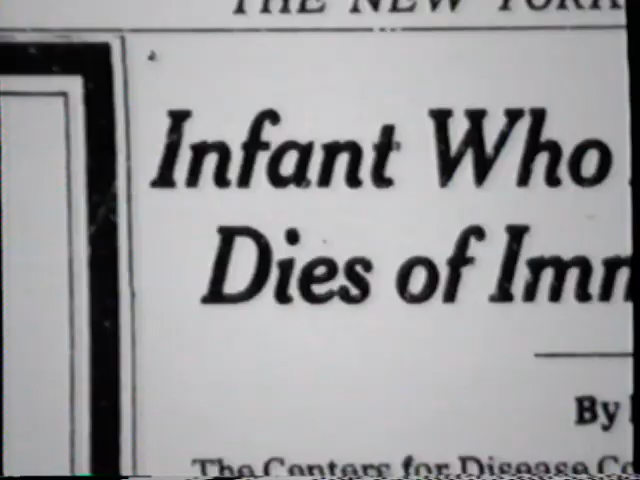 THE NEW YORK
Infant Who
Dies of Imm
By
The Centers for Disease Co